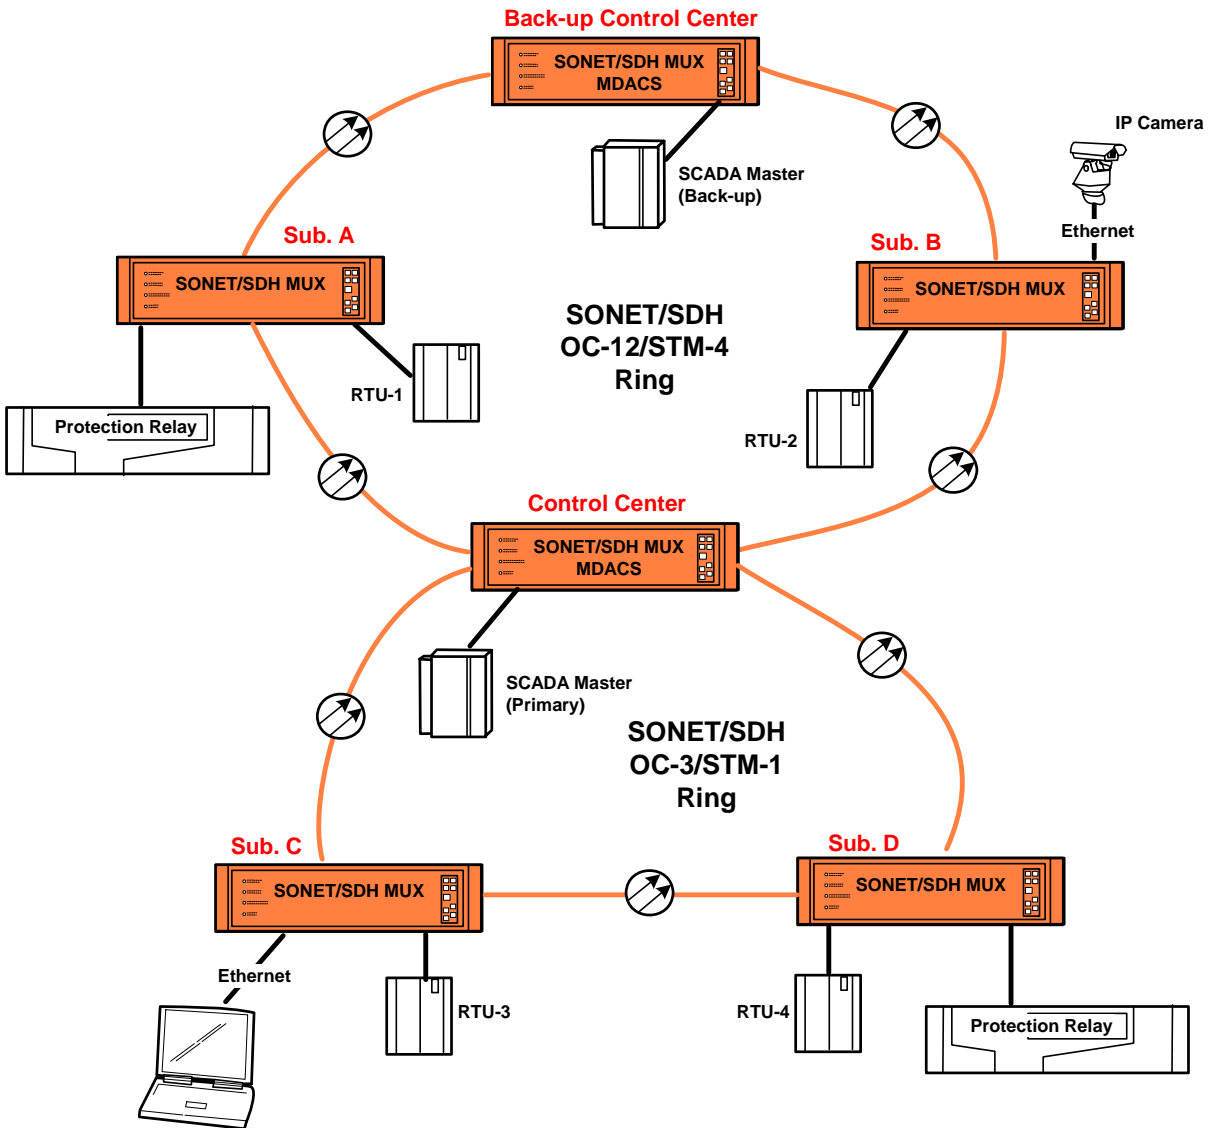 Back-up Control Center
SONET/SDH MUX
MDACS
IP Camera
SCADA Master
(Back-up)
Ethernet
Sub. A
SONET/SDH MUX
Sub. B
SONET/SDH MUX
SONET/SDH
OC-12/STM-4
Ring
RTU-1
Protection Relay
RTU-2
Control Center
SONET/SDH MUX
MDACS
SCADA Master
(Primary)
SONET/SDH
OC-3/STM-1
Ring
Sub. C
SONET/SDH MUX
Sub. D
SONET/SDH MUX
Ethernet
RTU-3
RTU-4
Protection Relay